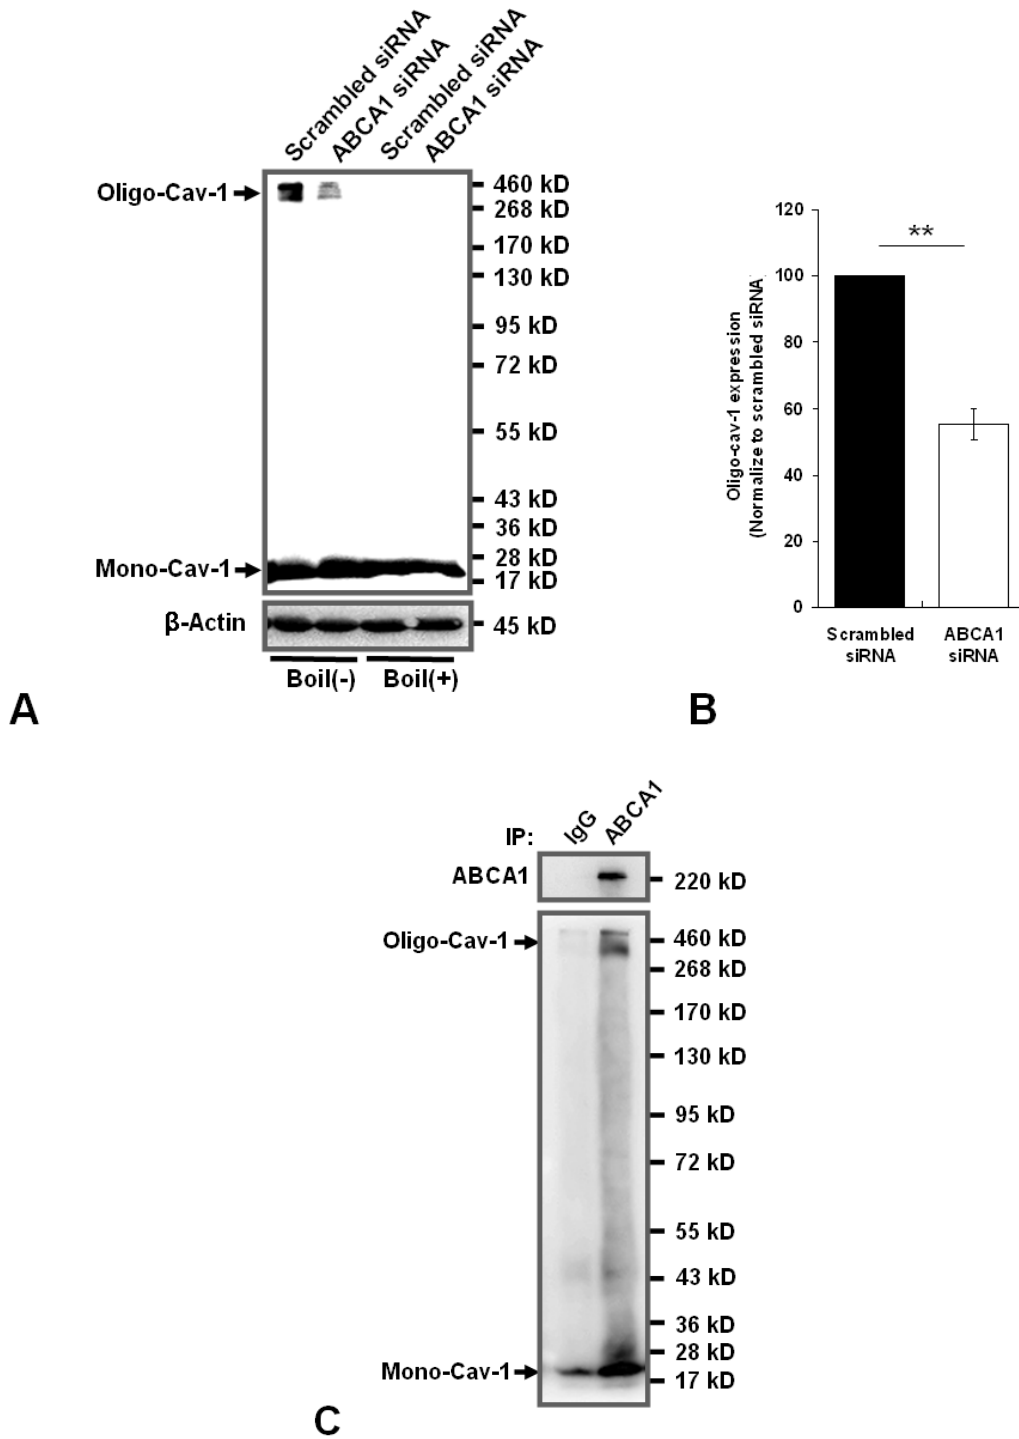 Scrambled siRNA
ABCA1 siRNA
Scrambled siRNA
ABCA1 siRNA
Oligo-Cav-1
460 kD
268 kD
170 kD
130 kD
95 kD
72 kD
55 kD
43 kD
36 kD
28 kD
Mono-Cav-1
17 kD
β-Actin
45 kD
Boil(-) Boil(+)
A
120
100
80
60
40
20
0
**
Oligo-cav-1 expression
(Normalize to scrambled siRNA)
Scrambled
siRNA
ABCA1
siRNA
B
IP: IgG ABCA1
ABCA1
220 kD
Oligo-Cav-1
460 kD
268 kD
170 kD
130 kD
95 kD
72 kD
55 kD
43 kD
36 kD
28 kD
Mono-Cav-1
17 kD
C